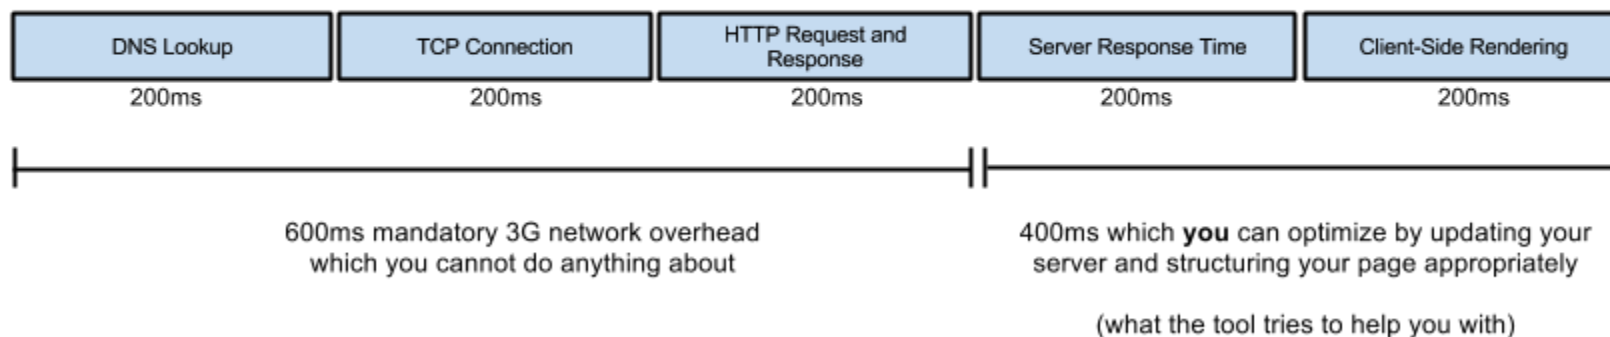 DNS Lookup
TCP Connection
HTTP Request and
Response
Server Response Time
Client-Side Rendering
200ms
200ms
200ms
200ms
200ms
600ms mandatory 3G network overhead
which you cannot do anything about
400ms which you can optimize by updating your
server and structuring your page appropriately
(what the tool tries to help you with)